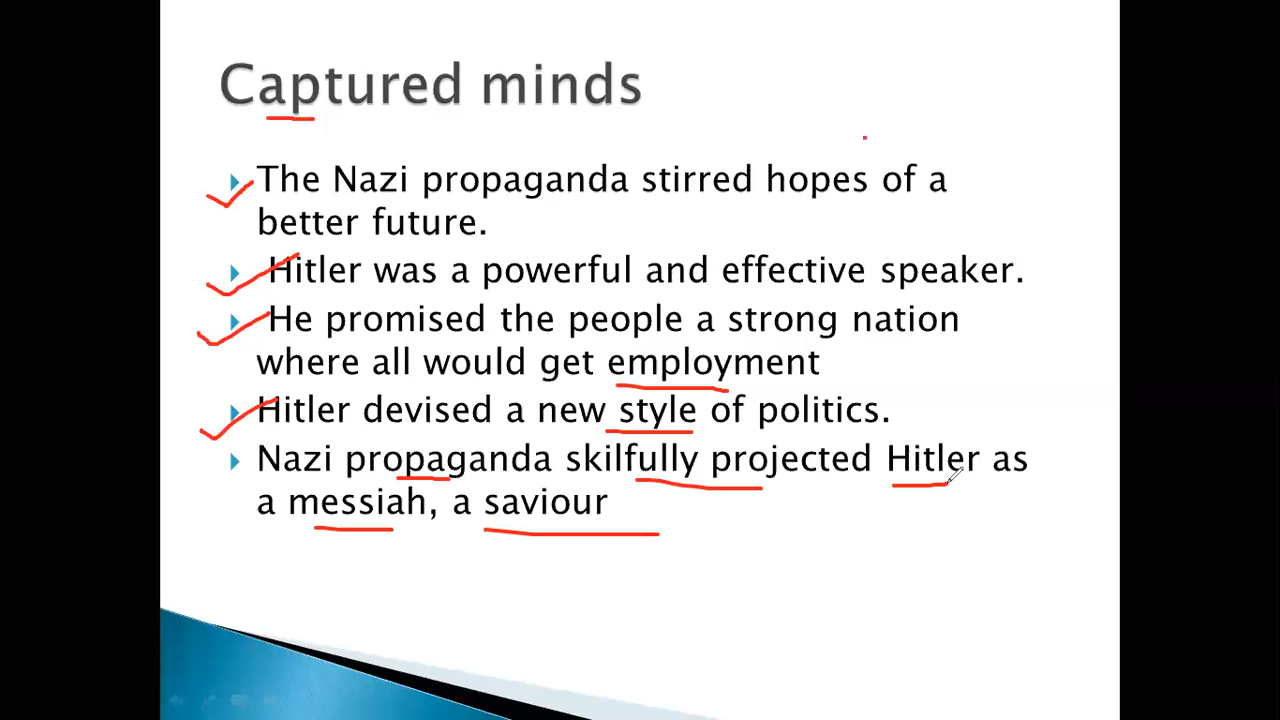 Captured minds
The Nazi propaganda stirred hopes of a
better future.
Hitler was a powerful and effective speaker.
He promised the people a strong nation
where all would get employment
Hitler devised a new style of politics.
Nazi propaganda skilfully projected Hitler as
a messiah, a saviour